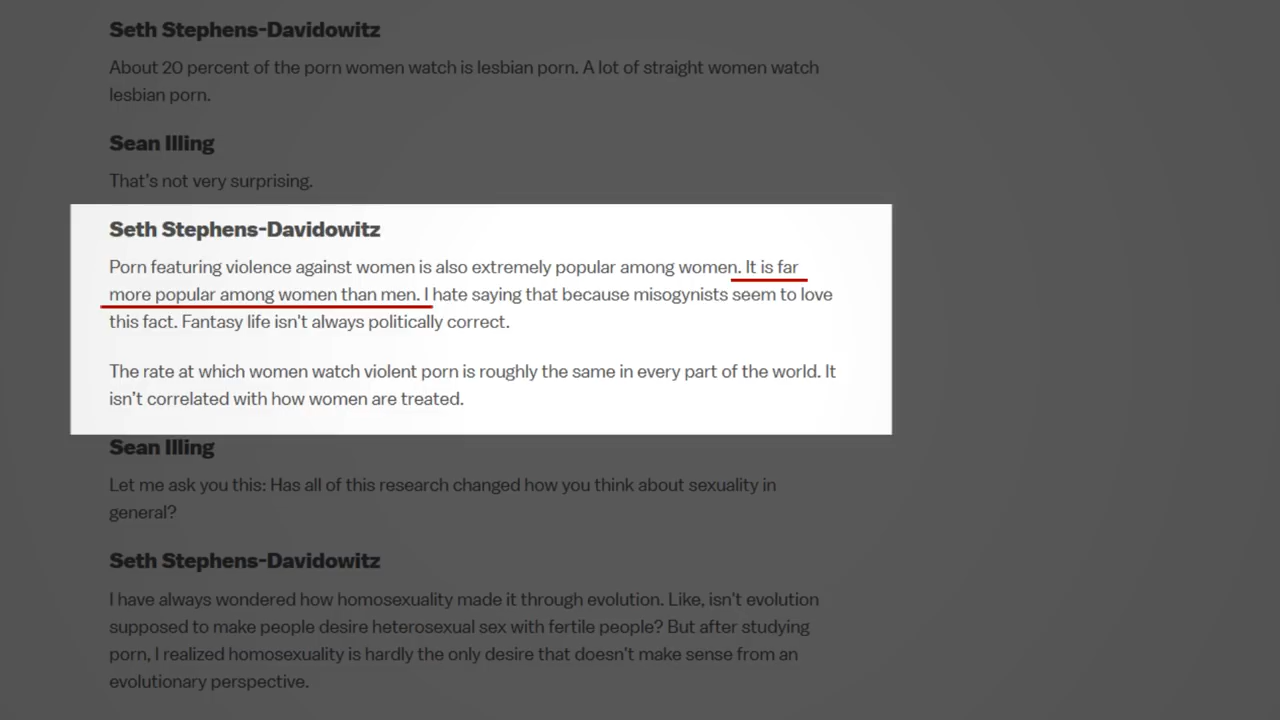 Seth Stephens-Davidowitz
About 20 percent of the porn women watch is lesbian porn. A lot of straight women watch
lesbian porn.
Sean Illing
That's not very surprising.
Seth Stephens-Davidowitz
Porn featuring violence against women is also extremely popular among women. It is far
more popular among women than men. I hate saying that because misogynists seem to love
this fact. Fantasy life isn't always politically correct.
The rate at which women watch violent porn is roughly the same in every part of the world. It
isn't correlated with how women are treated.
Sean Illing
Let me ask you this: Has all of this research changed how you think about sexuality in
general?
Seth Stephens-Davidowitz
I have always wondered how homosexuality made it through evolution. Like, isn't evolution
supposed to make people desire heterosexual sex with fertile people? But after studying
porn, I realized homosexuality is hardly the only desire that doesn't make sense from an
evolutionary perspective.